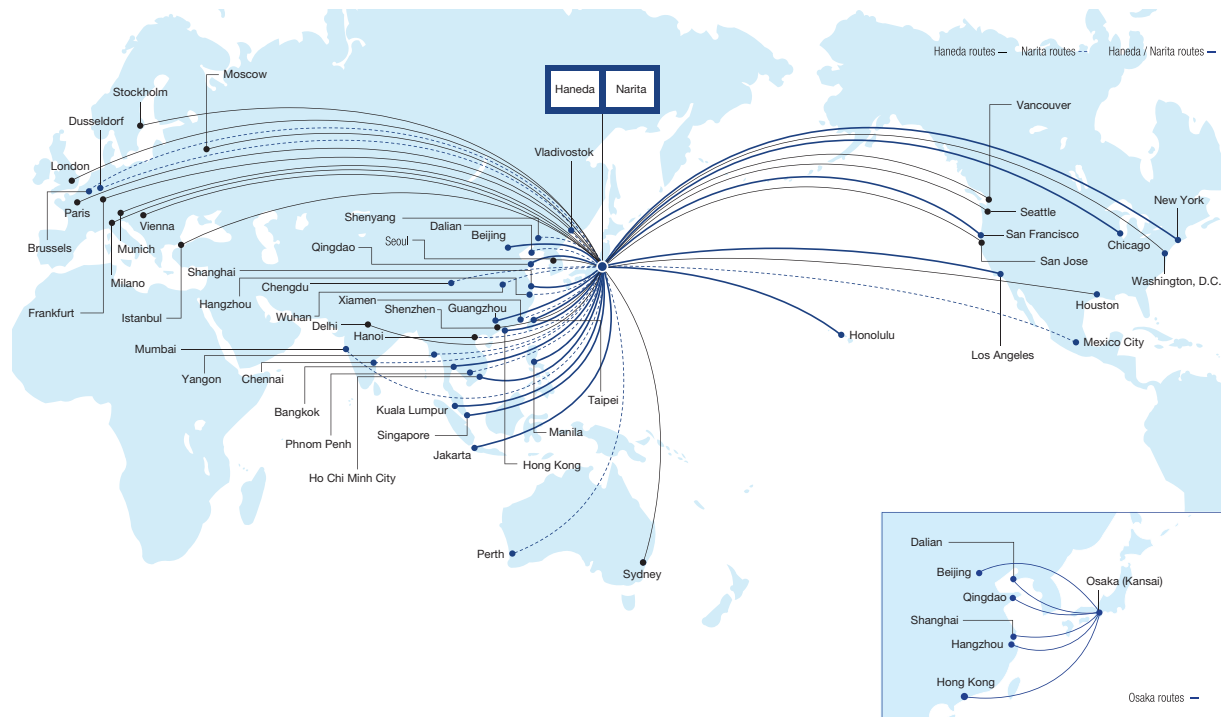 Haneda routes
Narita routes
Haneda / Narita routes
Moscow
Stockholm
Haneda
Narita
Vancouver
Dusseldorf
Vladivostok
London
New York
Paris
Shenyang
Seattle
Vienna
Dalian
San Francisco
Beijing
Brussels
Munich
Qingdao
Seoul
Chicago
San Jose
Shanghai
Milano
Chengdu
Washington, D.C.
Hangzhou
Xiamen
Houston
Frankfurt
Istanbul
Wuhan
Shenzhen
Guangzhou
Delhi
Hanoi
Honolulu
Mexico City
Mumbai
Los Angeles
Yangon
Chennai
Taipei
Bangkok
Kuala Lumpur
Phnom Penh
Singapore
Manila
Jakarta
Hong Kong
Ho Chi Minh City
Perth
Sydney
Dalian
Beijing
Osaka (Kansai)
Qingdao
Shanghai
Hangzhou
Hong Kong
Osaka routes